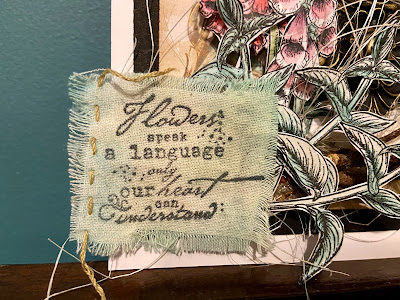 Flowers
speak
a language
only
our heart
can
understand